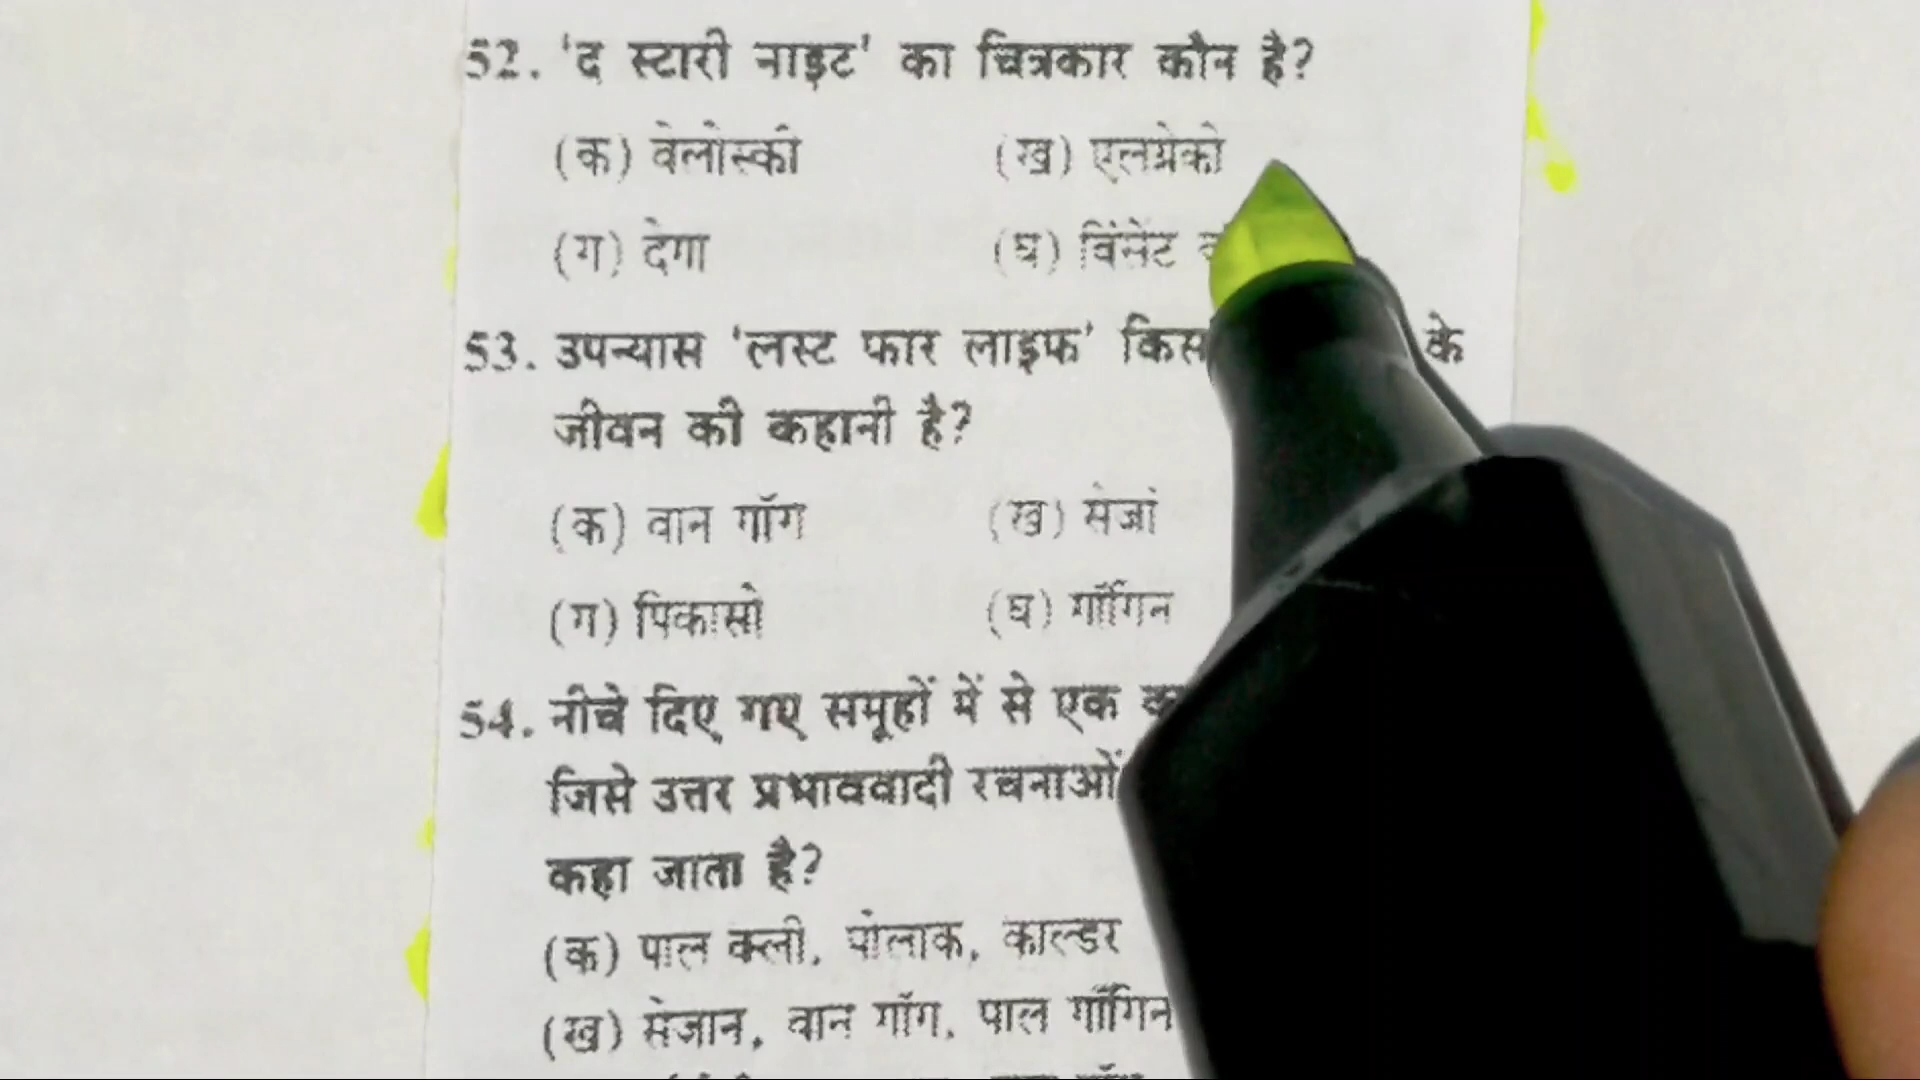 52. 'द स्टारी नाइट' का चित्रकार कौन है?
(क) वेलोस्की (ख) एलग्रेको
(ग) देगा (घ) विंसेंट
53. उपन्यास 'लस्ट फार लाइफ' किस के
जीवन की कहानी है?
(क) वान गॉग (ख) सेजां
(ग) पिकासो (घ) गॉगिन
54. नीचे दिए गए समूहों में से एक
जिसे उत्तर प्रभाववादी रचनाओं
कहा जाता है?
(क) पाल क्ली, पोलाक, काल्डर
(ख) सेजान, वान गॉग, पाल गॉगिन